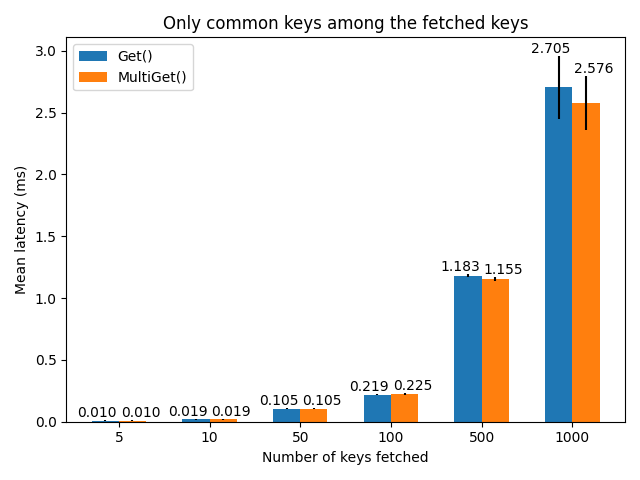 Only common keys among the fetched keys
Get()
MultiGet()
Mean latency (ms)
3.0
2.5
2.0
1.5
1.0
0.5
0.0
0.010 0.010
0.019 0.019
0.105 0.105
0.219 0.225
1.183 1.155
2.705 2.576
5 10 50 100 500 1000
Number of keys fetched